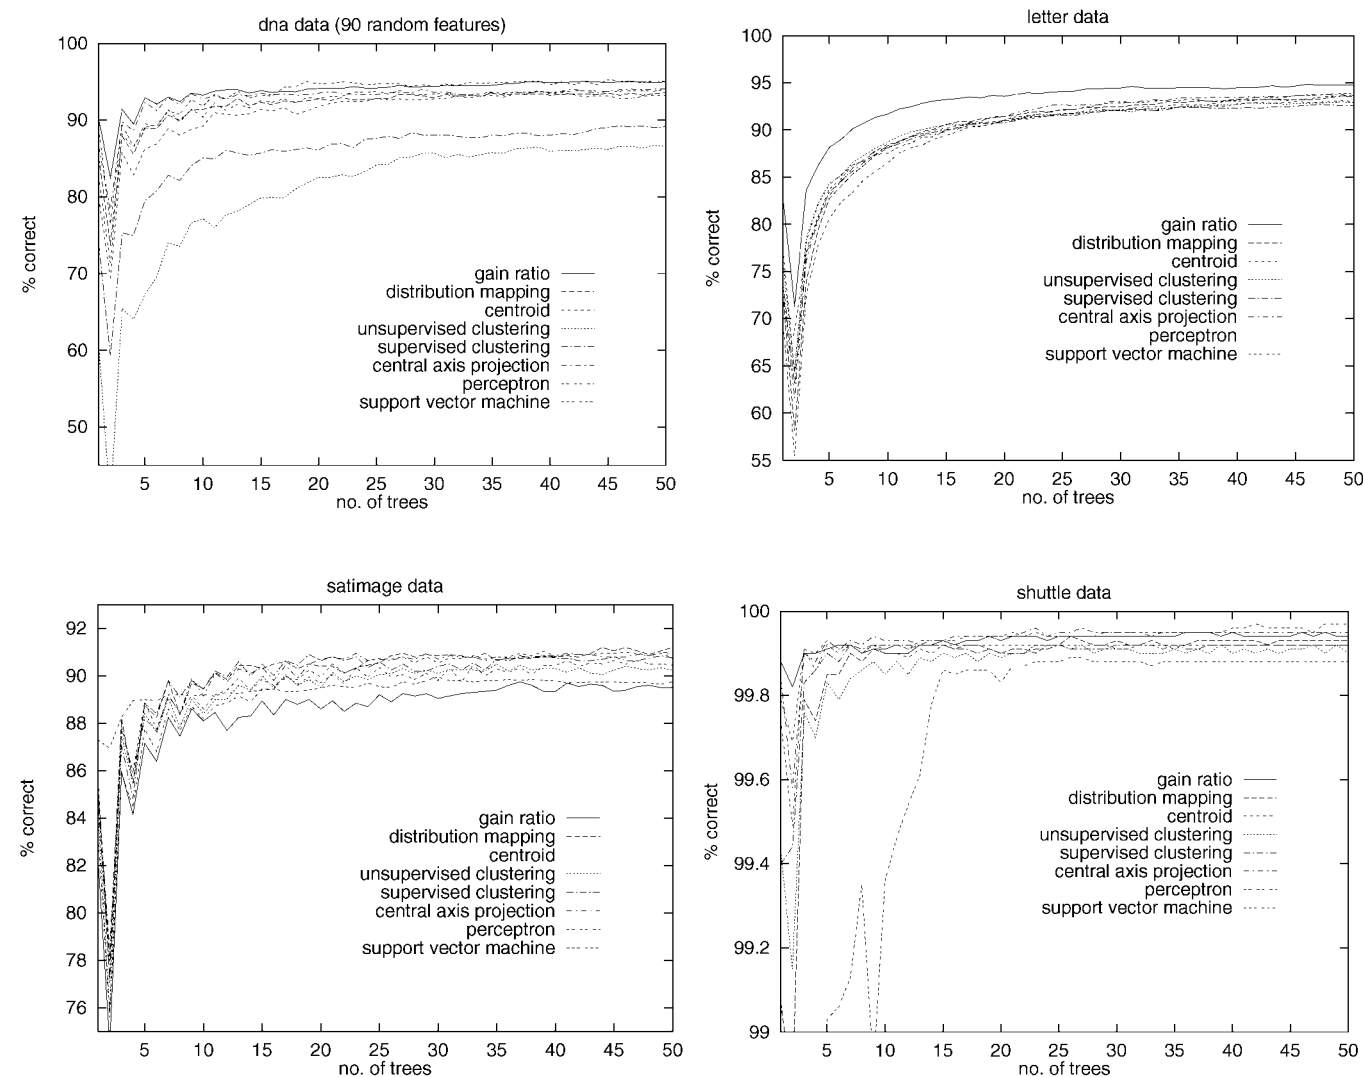 dna data (90 random features)
100
90
80
70
60
50
% correct
gain ratio
distribution mapping
centroid
unsupervised clustering
supervised clustering
central axis projection
perceptron
support vector machine
5 10 15 20 25 30 35 40 45 50
no. of trees
letter data
100
95
90
85
80
75
70
65
60
55
% correct
gain ratio
distribution mapping
centroid
unsupervised clustering
supervised clustering
central axis projection
perceptron
support vector machine
5 10 15 20 25 30 35 40 45 50
no. of trees
satimage data
92
90
88
86
84
82
80
78
76
% correct
gain ratio
distribution mapping
centroid
unsupervised clustering
supervised clustering
central axis projection
perceptron
support vector machine
5 10 15 20 25 30 35 40 45 50
no. of trees
shuttle data
100
99.8
99.6
99.4
99.2
99
% correct
gain ratio
distribution mapping
centroid
unsupervised clustering
supervised clustering
central axis projection
perceptron
support vector machine
5 10 15 20 25 30 35 40 45 50
no. of trees